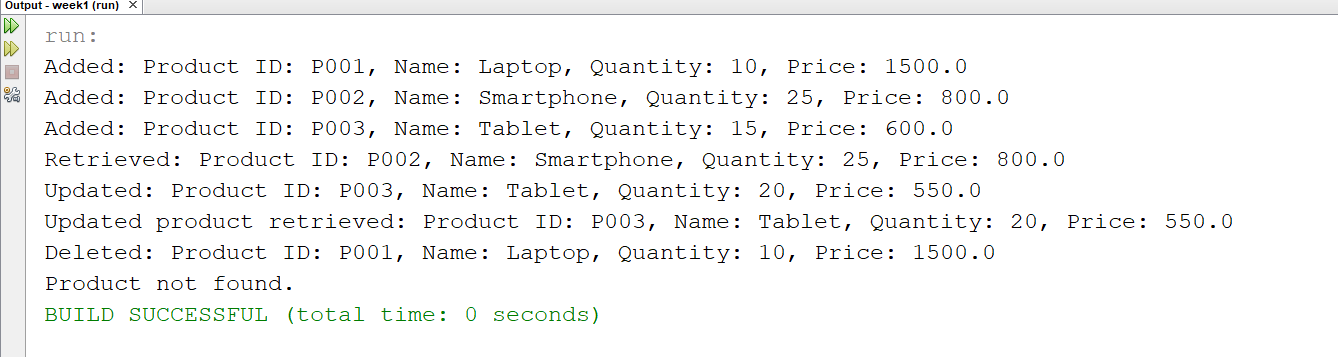 Output - week1 (run) ×
run:
Added: Product ID: P001, Name: Laptop, Quantity: 10, Price: 1500.0
Added: Product ID: P002, Name: Smartphone, Quantity: 25, Price: 800.0
Added: Product ID: P003, Name: Tablet, Quantity: 15, Price: 600.0
Retrieved: Product ID: P002, Name: Smartphone, Quantity: 25, Price: 800.0
Updated: Product ID: P003, Name: Tablet, Quantity: 20, Price: 550.0
Updated product retrieved: Product ID: P003, Name: Tablet, Quantity: 20, Price: 550.0
Deleted: Product ID: P001, Name: Laptop, Quantity: 10, Price: 1500.0
Product not found.
BUILD SUCCESSFUL (total time: 0 seconds)